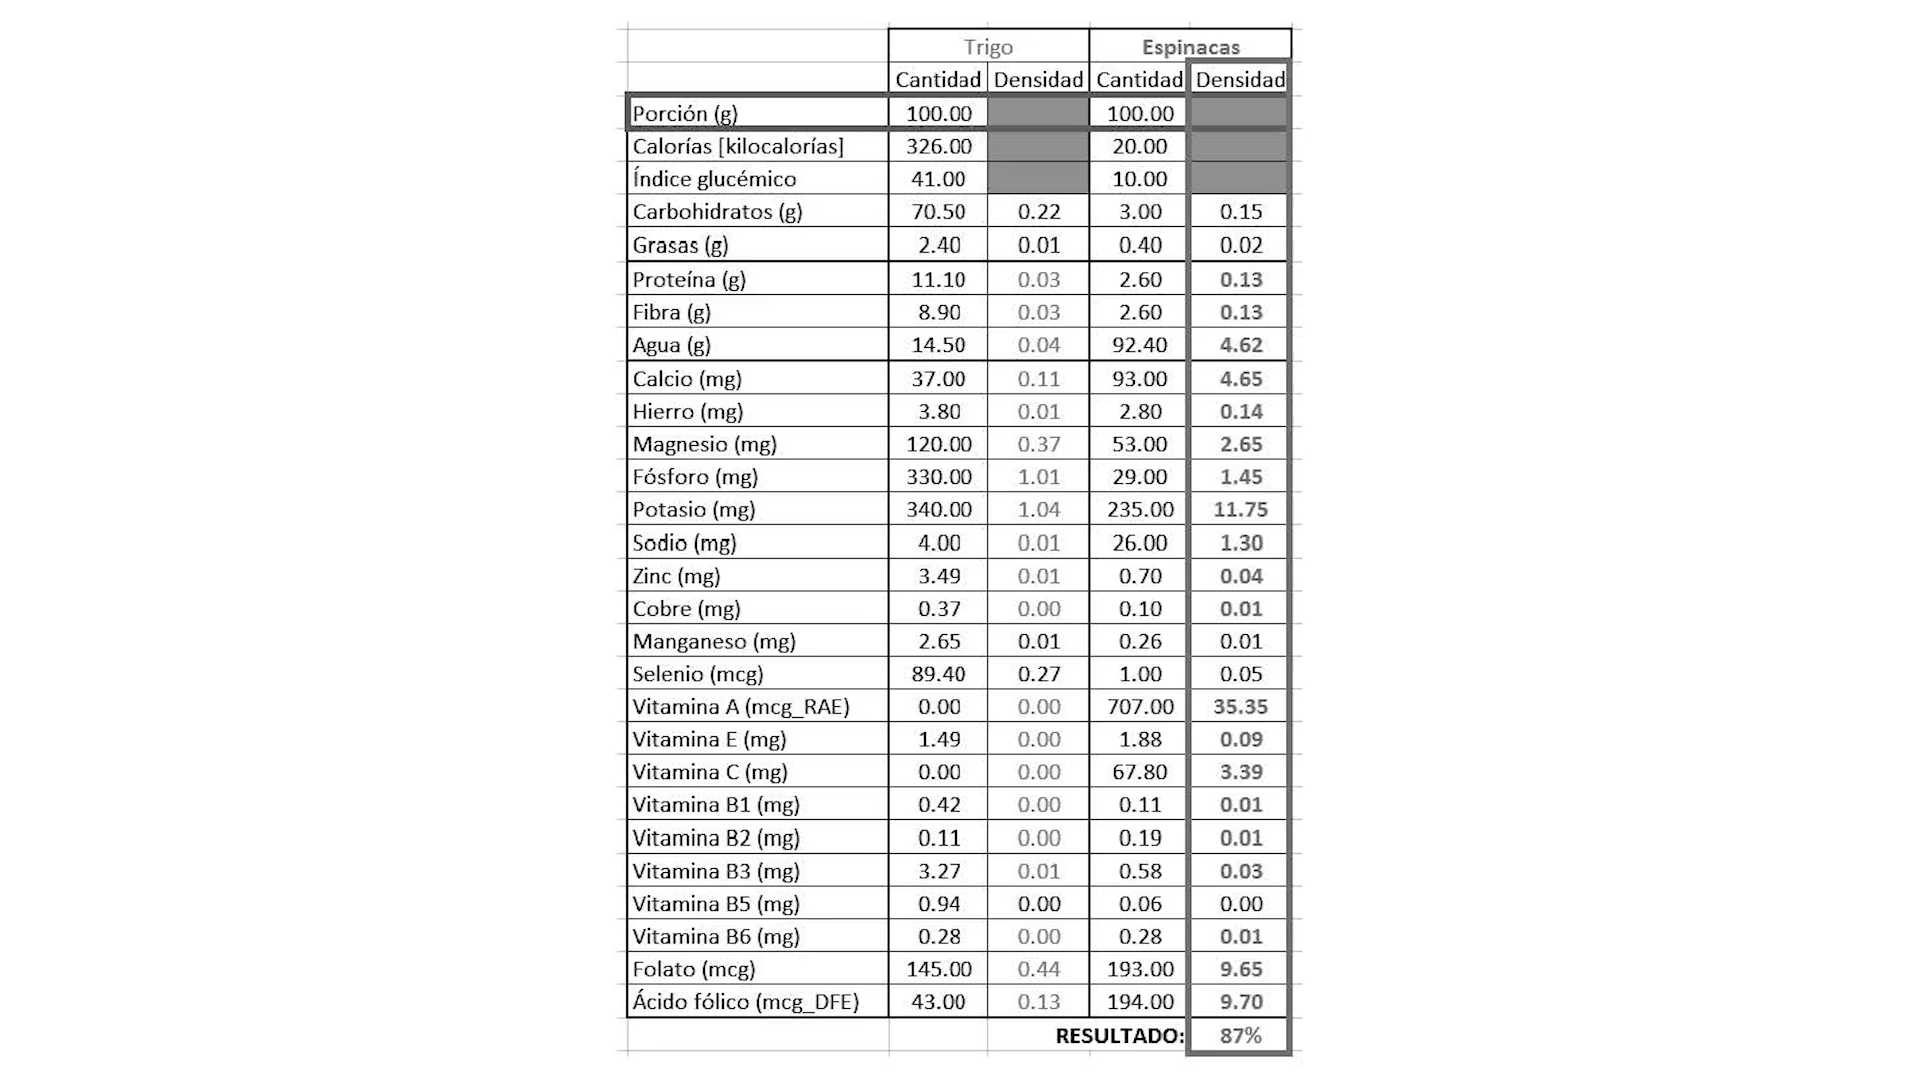 Trigo Espinacas
Cantidad Densidad Cantidad Densidad
Porción (g) 100.00 100.00
Calorías [kilocalorías] 326.00 20.00
Índice glucémico 41.00 10.00
Carbohidratos (g) 70.50 0.22 3.00 0.15
Grasas (g) 2.40 0.01 0.40 0.02
Proteína (g) 11.10 0.03 2.60 0.13
Fibra (g) 8.90 0.03 2.60 0.13
Agua (g) 14.50 0.04 92.40 4.62
Calcio (mg) 37.00 0.11 93.00 4.65
Hierro (mg) 3.80 0.01 2.80 0.14
Magnesio (mg) 120.00 0.37 53.00 2.65
Fósforo (mg) 330.00 1.01 29.00 1.45
Potasio (mg) 340.00 1.04 235.00 11.75
Sodio (mg) 4.00 0.01 26.00 1.30
Zinc (mg) 3.49 0.01 0.70 0.04
Cobre (mg) 0.37 0.00 0.10 0.01
Manganeso (mg) 2.65 0.01 0.26 0.01
Selenio (mcg) 89.40 0.27 1.00 0.05
Vitamina A (mcg_RAE) 0.00 0.00 707.00 35.35
Vitamina E (mg) 1.49 0.00 1.88 0.09
Vitamina C (mg) 0.00 0.00 67.80 3.39
Vitamina B1 (mg) 0.42 0.00 0.11 0.01
Vitamina B2 (mg) 0.11 0.00 0.19 0.01
Vitamina B3 (mg) 3.27 0.01 0.58 0.03
Vitamina B5 (mg) 0.94 0.00 0.06 0.00
Vitamina B6 (mg) 0.28 0.00 0.28 0.01
Folato (mcg) 145.00 0.44 193.00 9.65
Ácido fólico (mcg_DFE) 43.00 0.13 194.00 9.70
RESULTADO: 87%